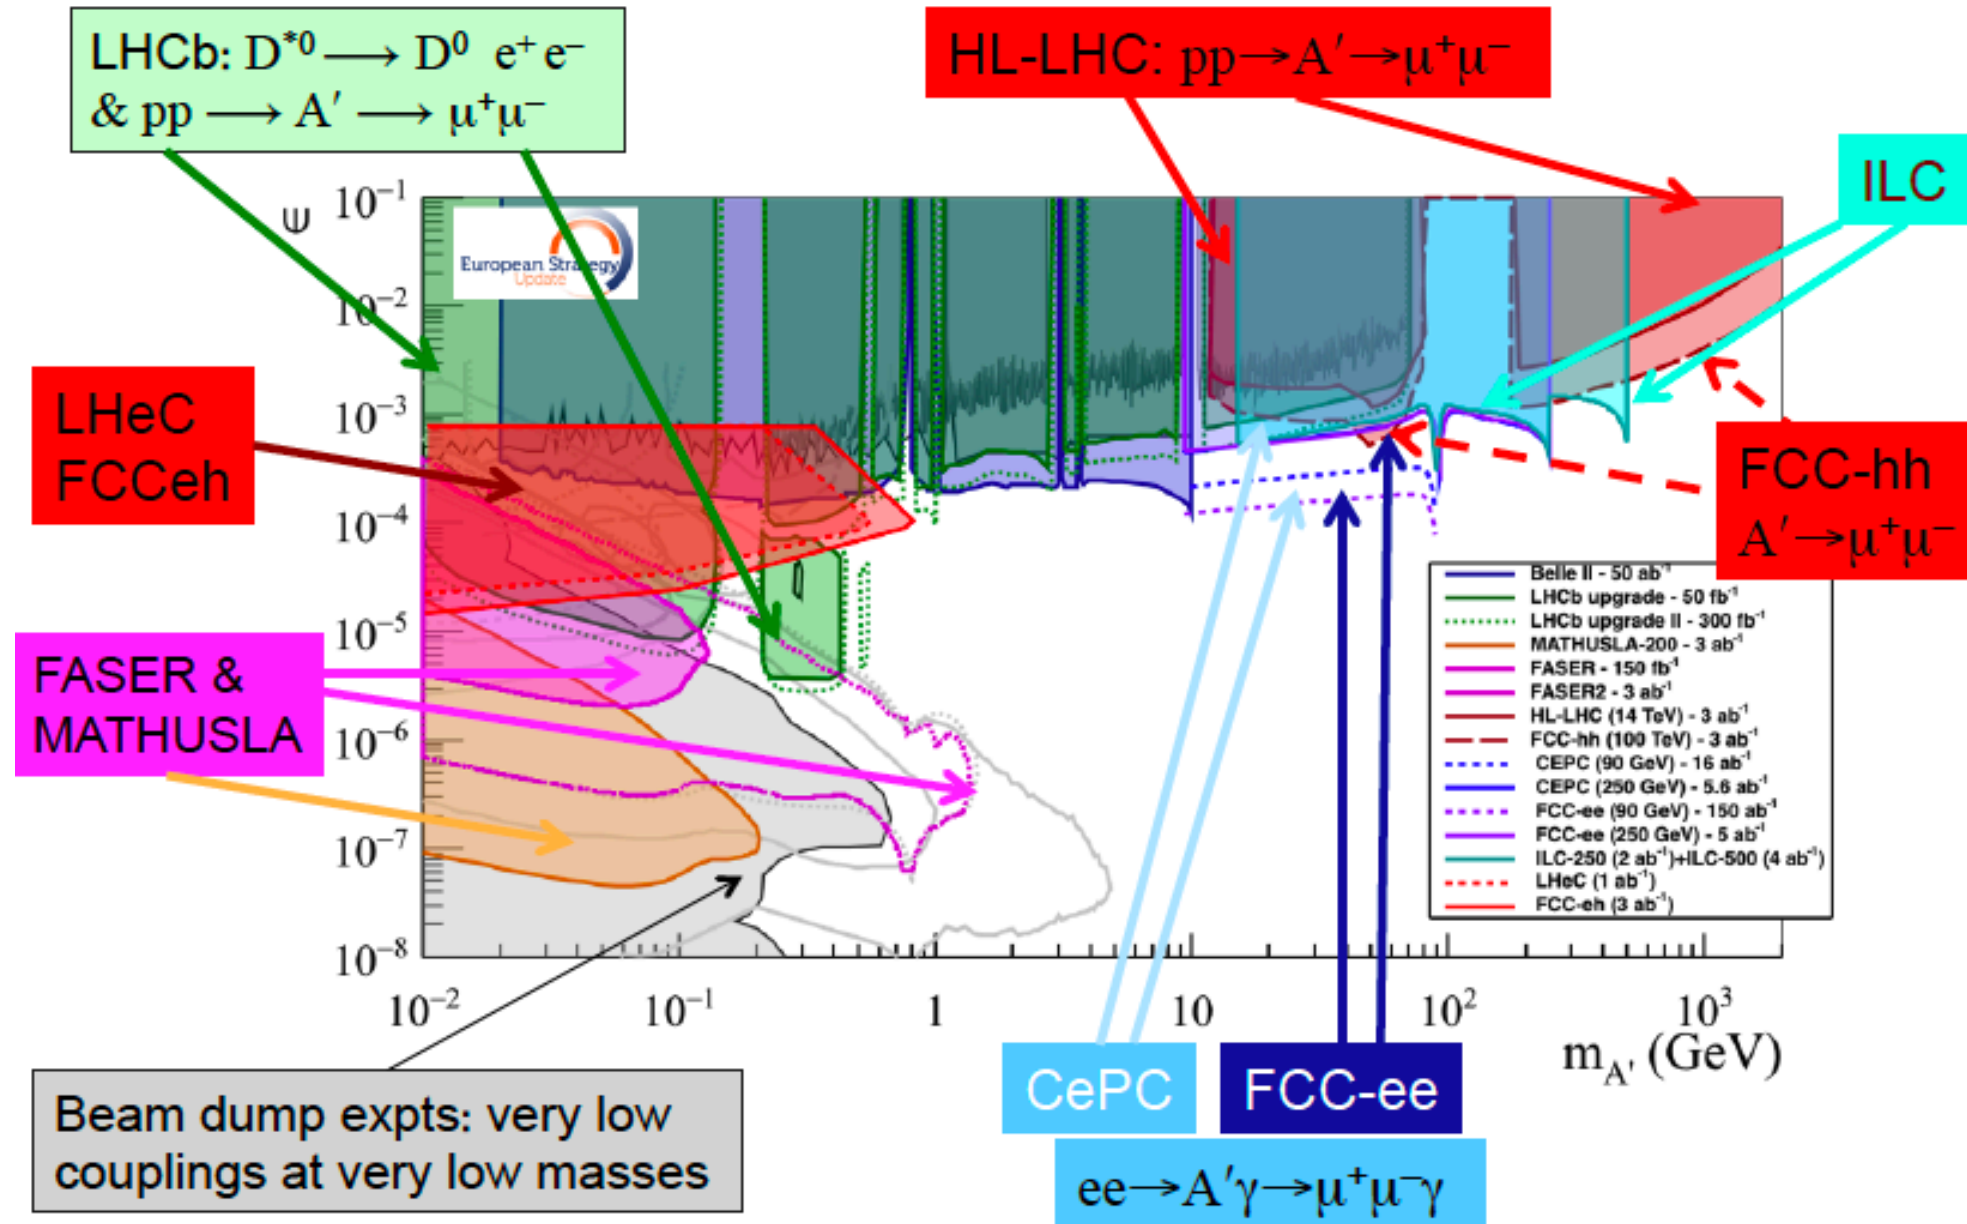 LHCb: D*⁰ ⟶ D⁰ e⁺ e⁻
& pp ⟶ A′ ⟶ μ⁺μ⁻
HL-LHC: pp→A′→μ⁺μ⁻
ILC
ε
10⁻¹
10⁻²
10⁻³
10⁻⁴
10⁻⁵
10⁻⁶
10⁻⁷
10⁻⁸
European Strategy
Update
LHeC
FCCeh
FASER &
MATHUSLA
FCC-hh
A′→μ⁺μ⁻
Belle II - 50 ab⁻¹
LHCb upgrade - 50 fb⁻¹
LHCb upgrade II - 300 fb⁻¹
MATHUSLA-200 - 3 ab⁻¹
FASER - 150 fb⁻¹
FASER2 - 3 ab⁻¹
HL-LHC (14 TeV) - 3 ab⁻¹
FCC-hh (100 TeV) - 3 ab⁻¹
CEPC (90 GeV) - 16 ab⁻¹
CEPC (250 GeV) - 5.6 ab⁻¹
FCC-ee (90 GeV) - 150 ab⁻¹
FCC-ee (250 GeV) - 5 ab⁻¹
ILC-250 (2 ab⁻¹)+ILC-500 (4 ab⁻¹)
LHeC (1 ab⁻¹)
FCC-eh (3 ab⁻¹)
10⁻² 10⁻¹ 1 10 10² 10³
m_A' (GeV)
CePC
FCC-ee
ee→A′γ→μ⁺μ⁻γ
Beam dump expts: very low
couplings at very low masses